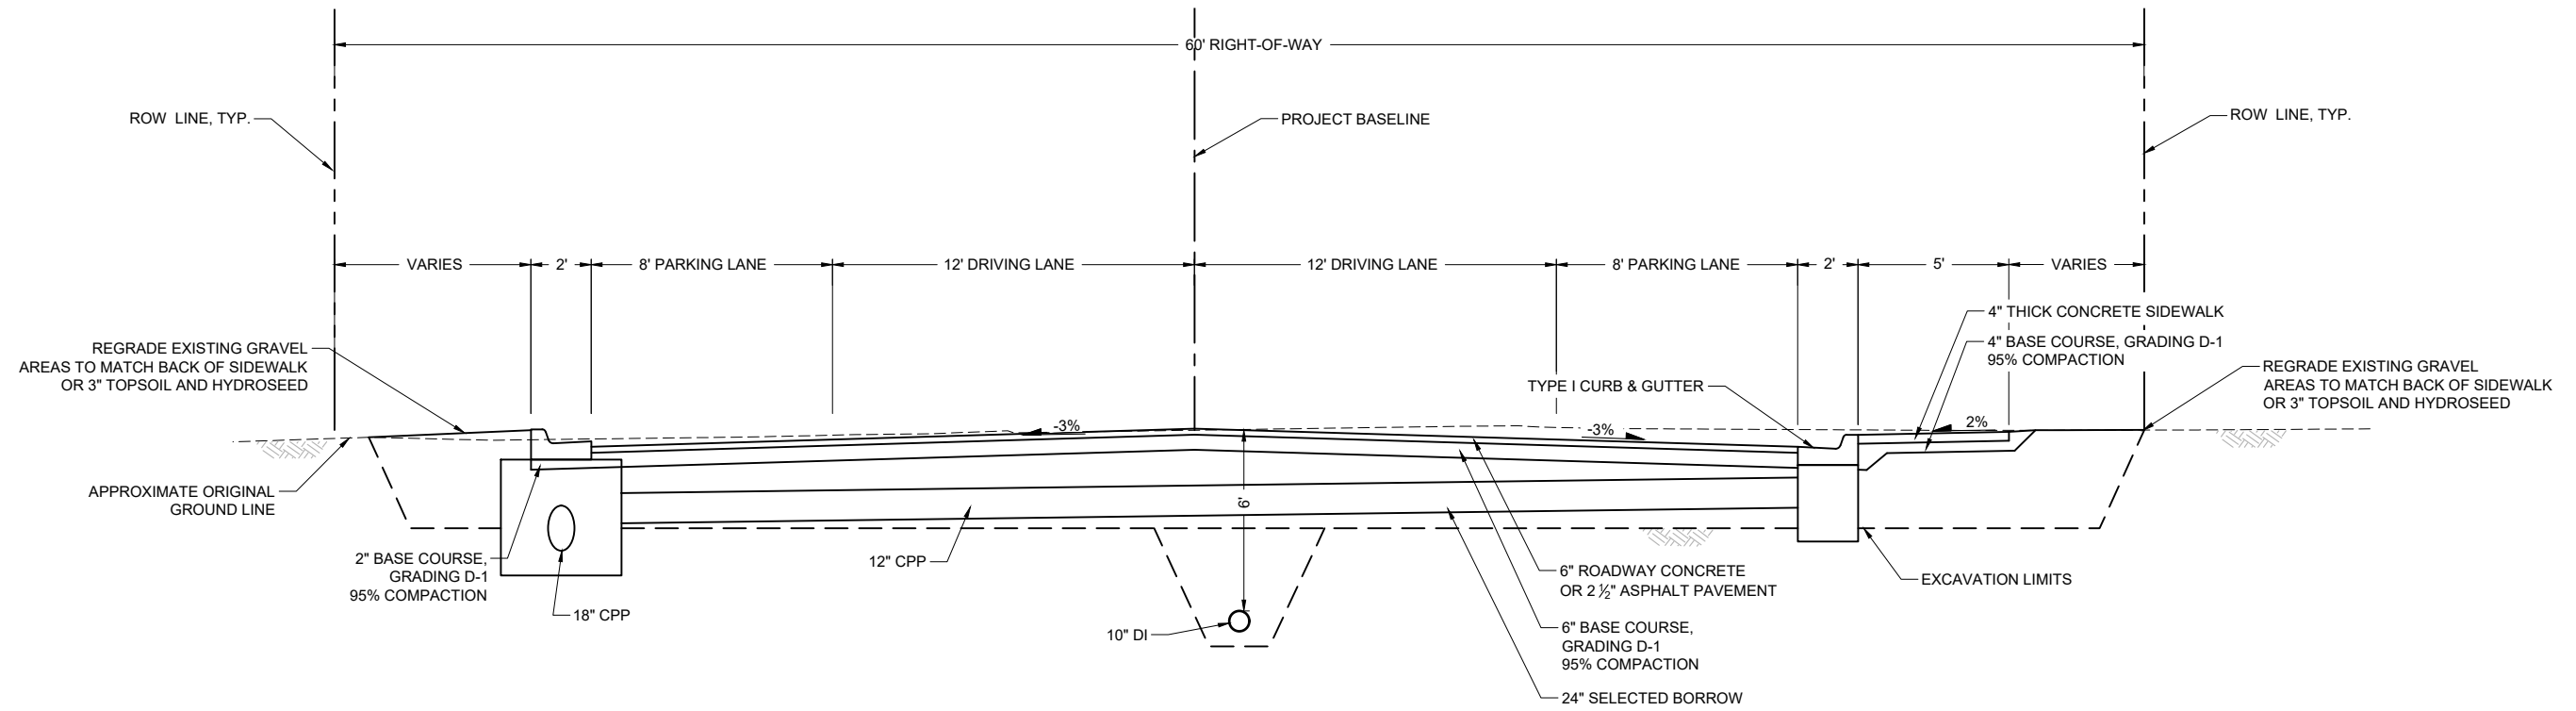 60' RIGHT-OF-WAY
ROW LINE, TYP.
PROJECT BASELINE
ROW LINE, TYP.
VARIES
2'
8' PARKING LANE
12' DRIVING LANE
12' DRIVING LANE
8' PARKING LANE
2'
5'
VARIES
4" THICK CONCRETE SIDEWALK
4" BASE COURSE, GRADING D-1
95% COMPACTION
REGRADE EXISTING GRAVEL
AREAS TO MATCH BACK OF SIDEWALK
OR 3" TOPSOIL AND HYDROSEED
TYPE I CURB & GUTTER
REGRADE EXISTING GRAVEL
AREAS TO MATCH BACK OF SIDEWALK
OR 3" TOPSOIL AND HYDROSEED
-3%
-3%
2%
APPROXIMATE ORIGINAL
GROUND LINE
6'
2" BASE COURSE,
GRADING D-1
95% COMPACTION
18" CPP
12" CPP
10" DI
6" ROADWAY CONCRETE
OR 2 ½" ASPHALT PAVEMENT
EXCAVATION LIMITS
6" BASE COURSE,
GRADING D-1
95% COMPACTION
24" SELECTED BORROW